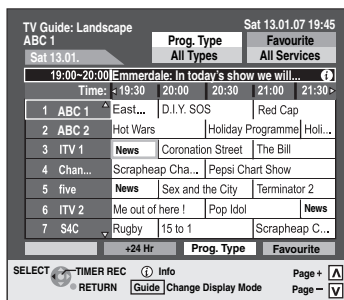 TV Guide: Landscape Sat 13.01.07 19:45
ABC 1 Prog. Type Favourite
Sat 13.01. All Types All Services
19:00~20:00 Emmerdale: In today's show we will... i
Time: 19:30 20:00 20:30 21:00 21:30
1 ABC 1 East... D.I.Y. SOS Red Cap
2 ABC 2 Hot Wars Holiday Programme Holi...
3 ITV 1 News Coronation Street The Bill
4 Chan... Scrapheap Cha... Pepsi Chart Show
5 five News Sex and the City Terminator 2
6 ITV 2 Me out of here ! Pop Idol News
7 S4C Rugby 15 to 1 Scrapheap C...
+24 Hr Prog. Type Favourite
SELECT TIMER REC i Info Page+ ∧
RETURN Guide Change Display Mode Page− ∨